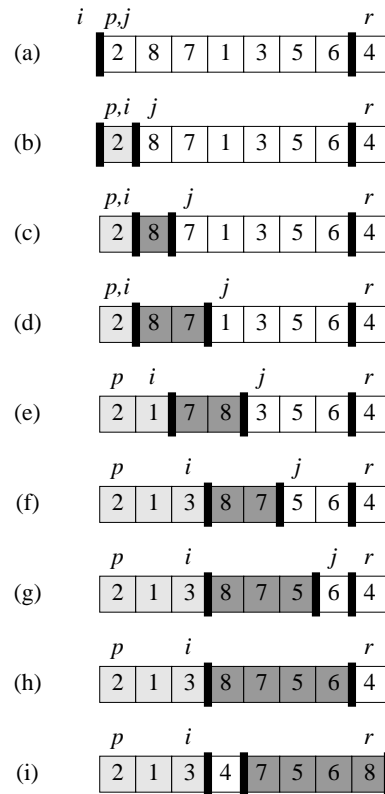 i p,j r
(a) 2 8 7 1 3 5 6 4
p,i j r
(b) 2 8 7 1 3 5 6 4
p,i j r
(c) 2 8 7 1 3 5 6 4
p,i j r
(d) 2 8 7 1 3 5 6 4
p i j r
(e) 2 1 7 8 3 5 6 4
p i j r
(f) 2 1 3 8 7 5 6 4
p i j r
(g) 2 1 3 8 7 5 6 4
p i r
(h) 2 1 3 8 7 5 6 4
p i r
(i) 2 1 3 4 7 5 6 8